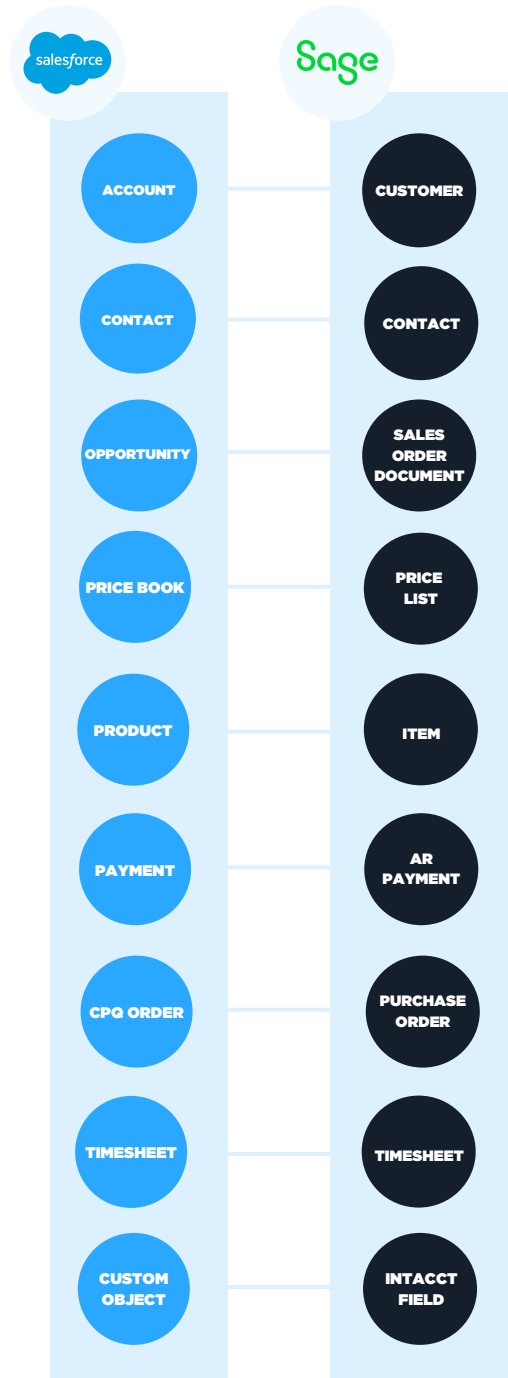 salesforce
Sage
ACCOUNT
CUSTOMER
CONTACT
CONTACT
OPPORTUNITY
SALES
ORDER
DOCUMENT
PRICE BOOK
PRICE
LIST
PRODUCT
ITEM
PAYMENT
AR
PAYMENT
CPQ ORDER
PURCHASE
ORDER
TIMESHEET
TIMESHEET
CUSTOM
OBJECT
INTACCT
FIELD